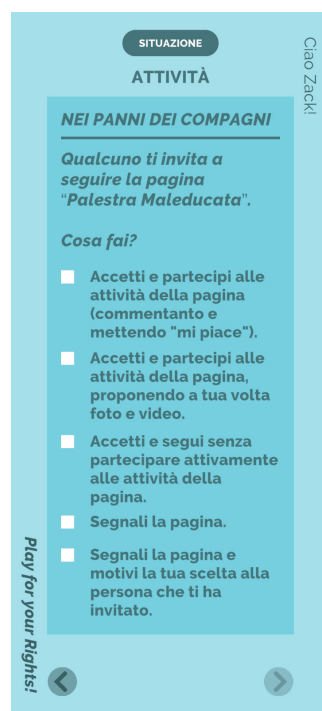 SITUAZIONE
Ciao Zack!
ATTIVITÀ
NEI PANNI DEI COMPAGNI
Qualcuno ti invita a
seguire la pagina
“Palestra Maleducata”.
Cosa fai?
Accetti e partecipi alle
attività della pagina
(commentanto e
mettendo "mi piace").
Accetti e partecipi alle
attività della pagina,
proponendo a tua volta
foto e video.
Accetti e segui senza
partecipare attivamente
alle attività della
pagina.
Segnali la pagina.
Segnali la pagina e
motivi la tua scelta alla
persona che ti ha
invitato.
Play for your Rights!